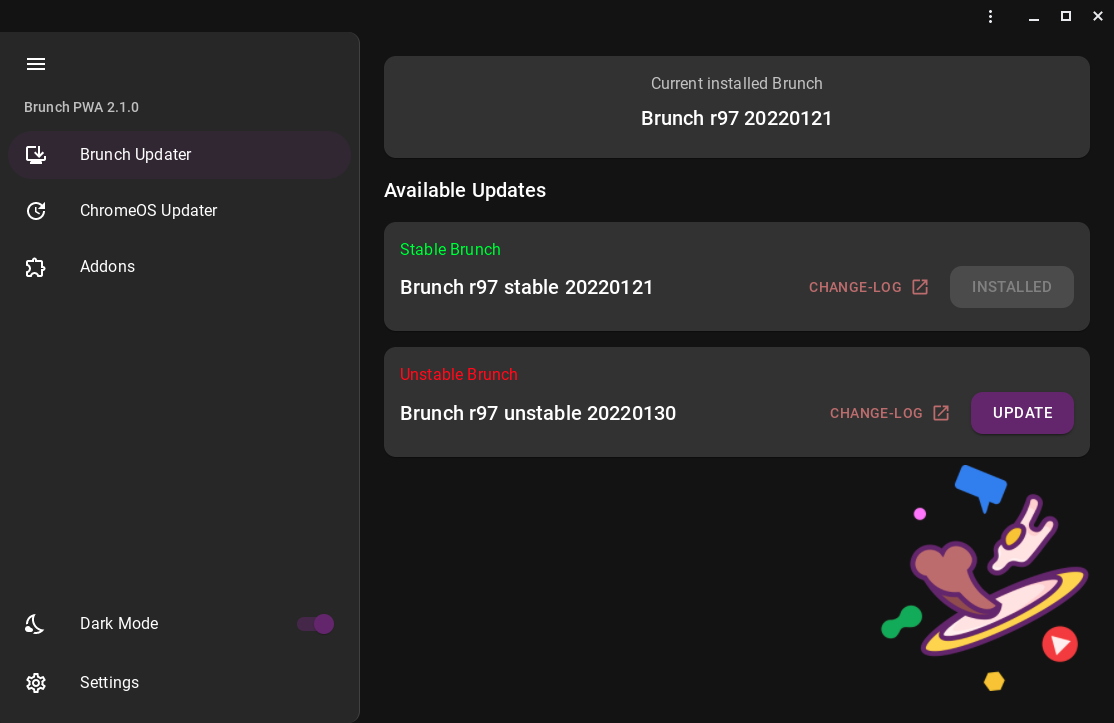 Brunch PWA 2.1.0
Brunch Updater
ChromeOS Updater
Addons
Dark Mode
Settings
Current installed Brunch
Brunch r97 20220121
Available Updates
Stable Brunch
Brunch r97 stable 20220121
CHANGE-LOG
INSTALLED
Unstable Brunch
Brunch r97 unstable 20220130
CHANGE-LOG
UPDATE